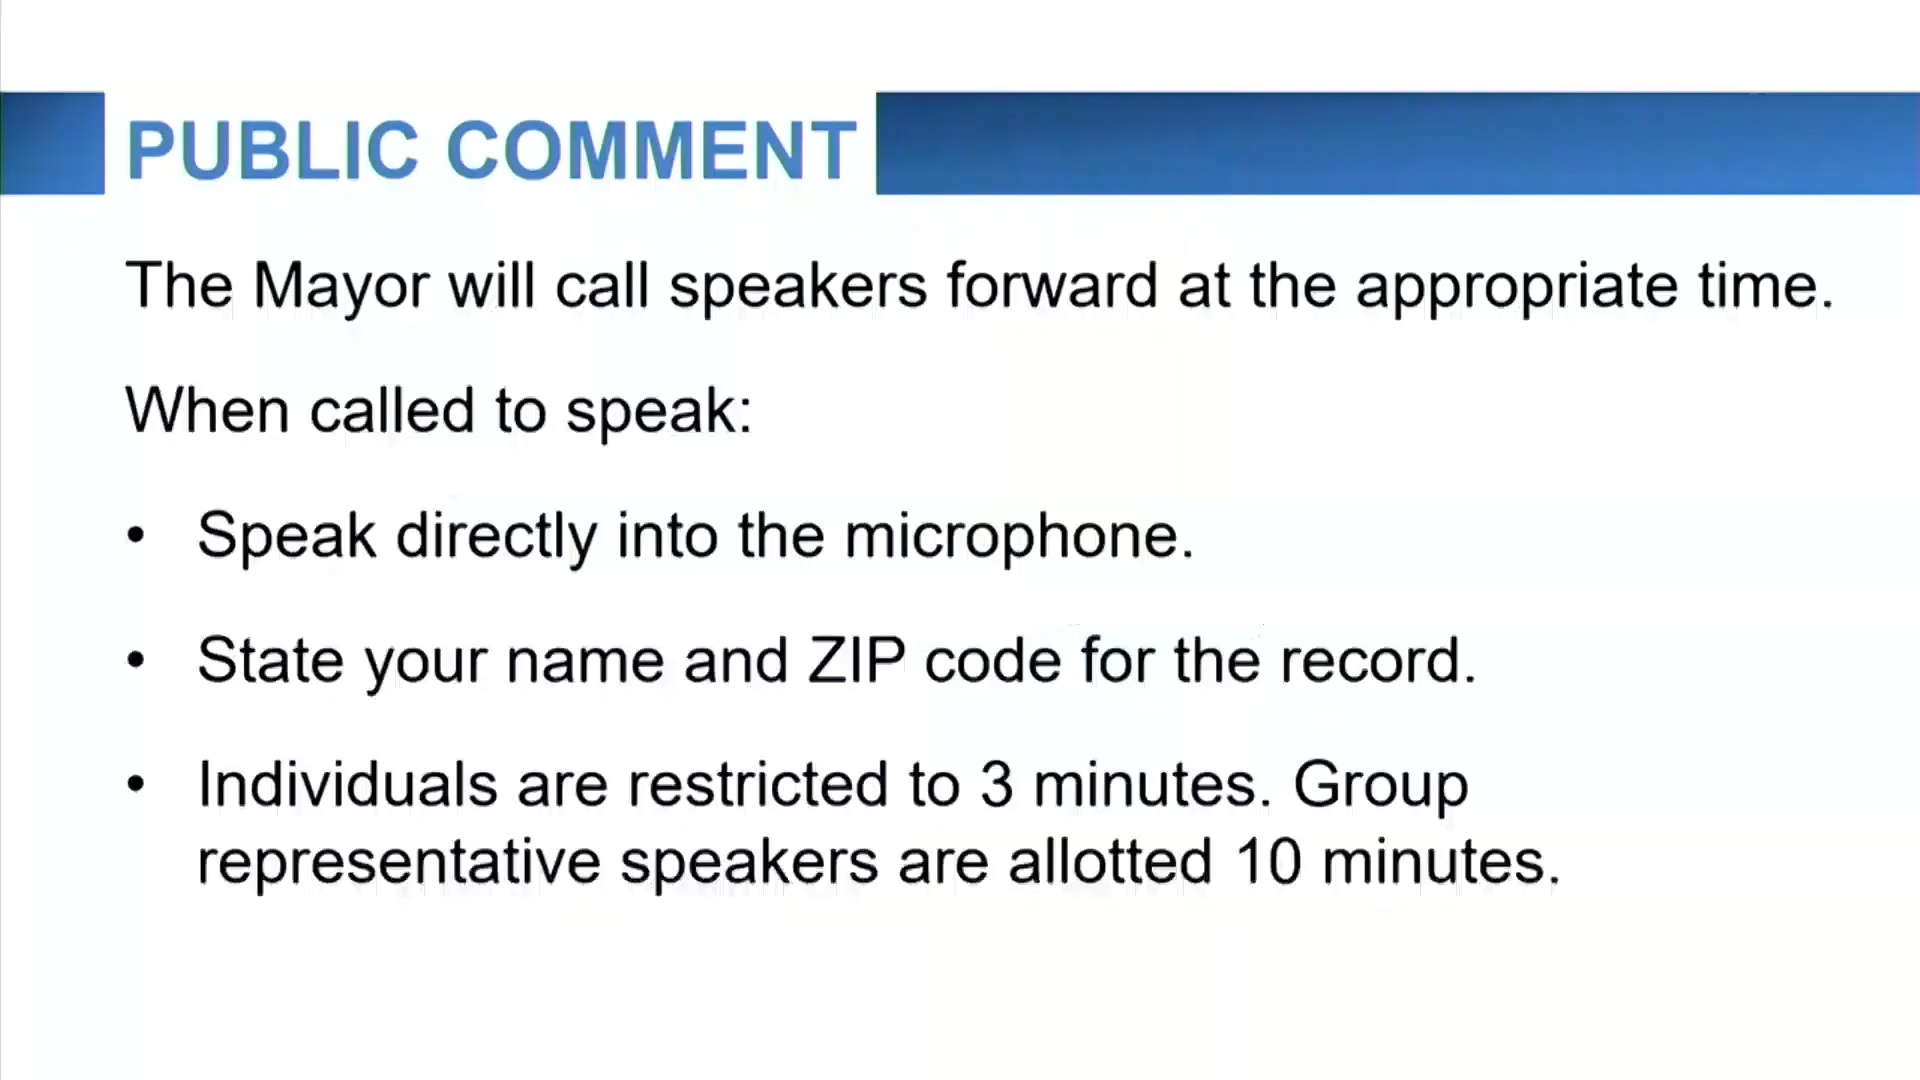 PUBLIC COMMENT
The Mayor will call speakers forward at the appropriate time.
When called to speak:
• Speak directly into the microphone.
• State your name and ZIP code for the record.
• Individuals are restricted to 3 minutes. Group
representative speakers are allotted 10 minutes.